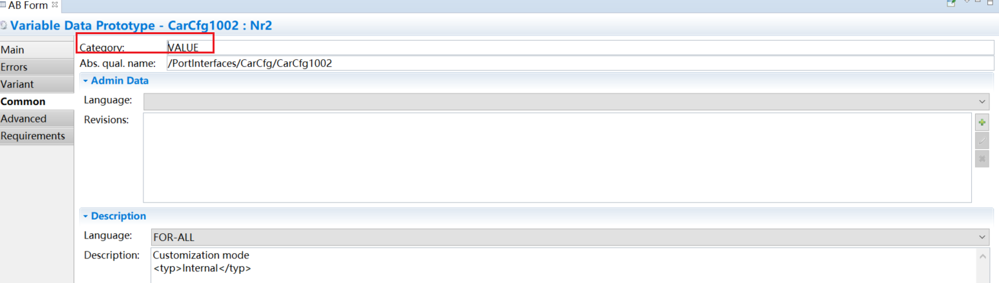 AB Form
Variable Data Prototype - CarCfg1002 : Nr2
Main
Errors
Variant
Common
Advanced
Requirements
Category: VALUE
Abs. qual. name: /PortInterfaces/CarCfg/CarCfg1002
Admin Data
Language:
Revisions:
Description
Language: FOR-ALL
Description: Customization mode
<typ>Internal</typ>